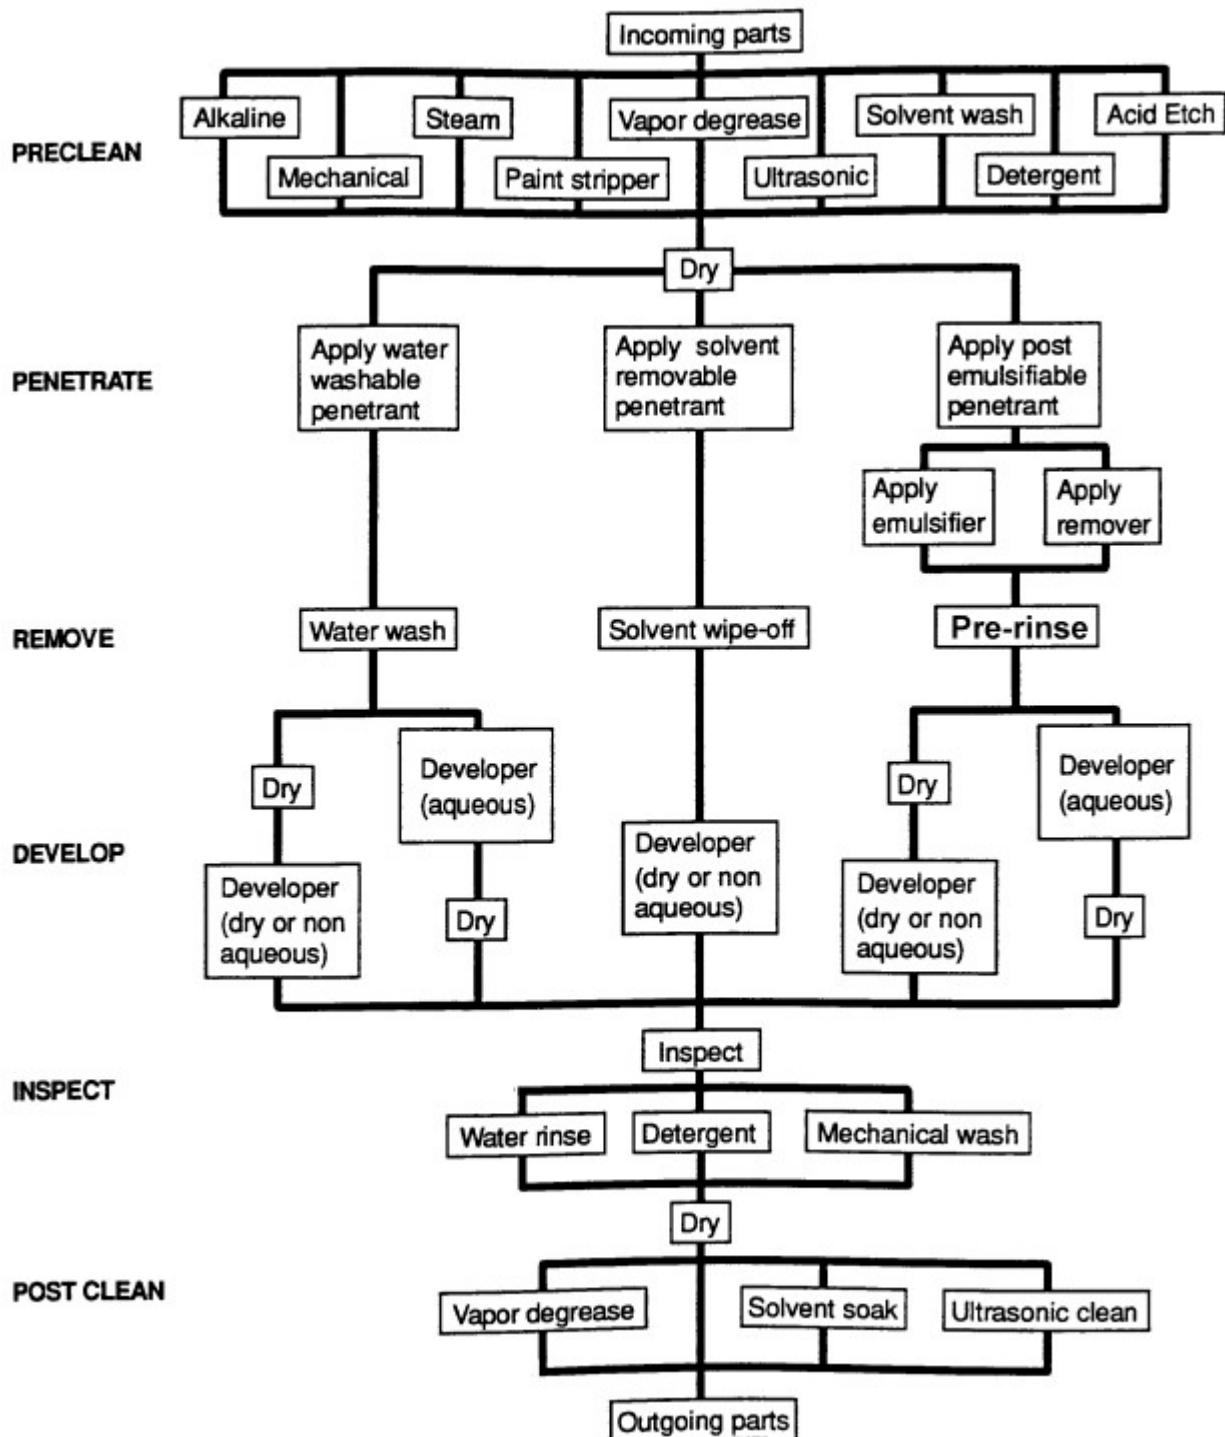 Incoming parts
Alkaline
Steam
Vapor degrease
Solvent wash
Acid Etch
PRECLEAN
Mechanical
Paint stripper
Ultrasonic
Detergent
Dry
PENETRATE
Apply water
washable
penetrant
Apply solvent
removable
penetrant
Apply post
emulsifiable
penetrant
Apply
emulsifier
Apply
remover
REMOVE
Water wash
Solvent wipe-off
Pre-rinse
Dry
Developer
(aqueous)
Dry
Developer
(aqueous)
DEVELOP
Developer
(dry or non
aqueous)
Dry
Developer
(dry or non
aqueous)
Developer
(dry or non
aqueous)
Dry
Inspect
INSPECT
Water rinse
Detergent
Mechanical wash
Dry
POST CLEAN
Vapor degrease
Solvent soak
Ultrasonic clean
Outgoing parts